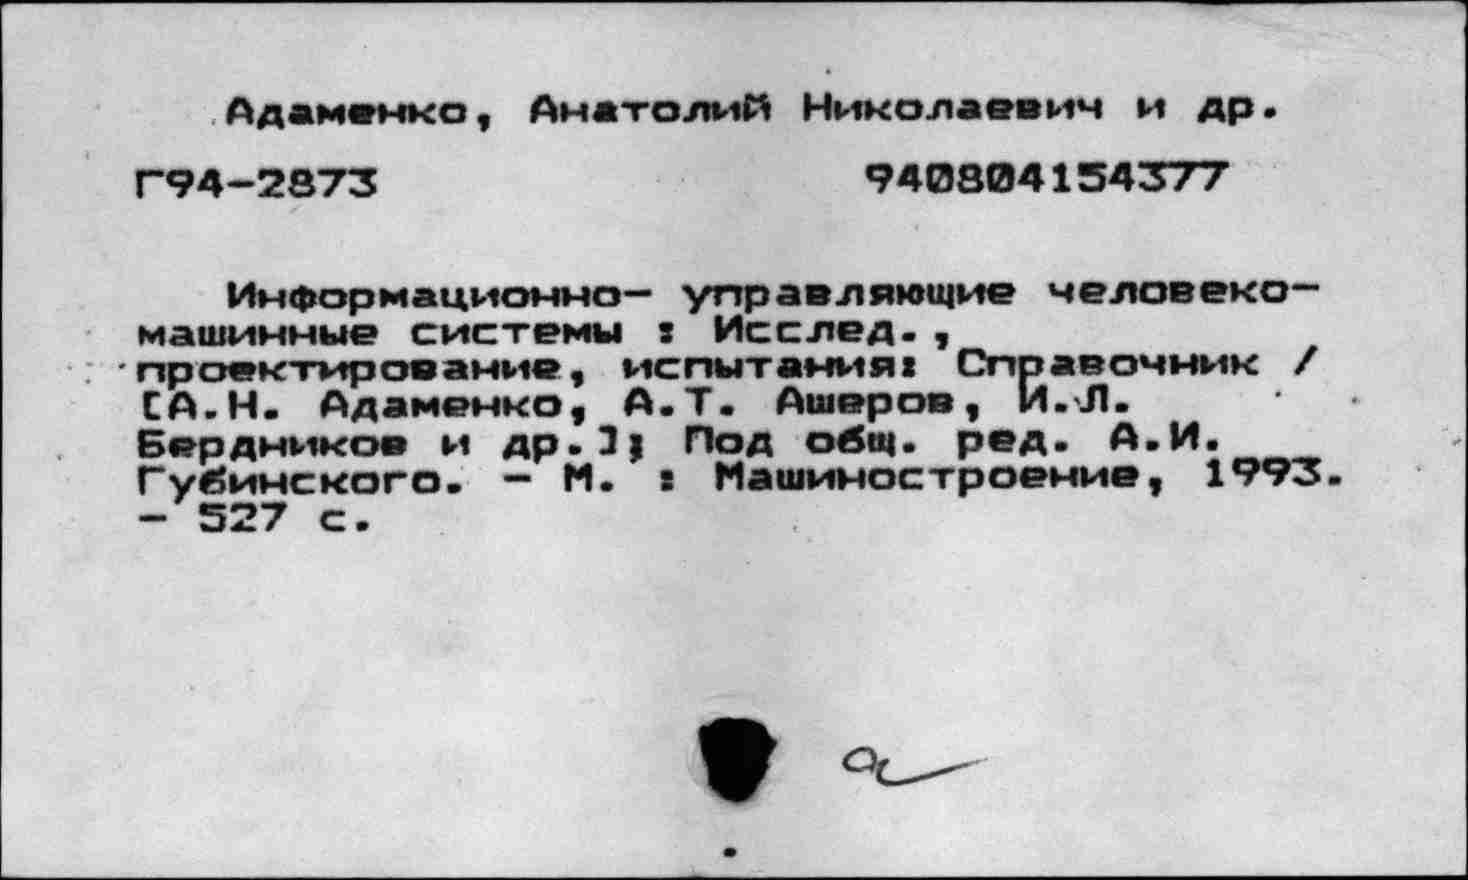 Адаменко, Анатолий Николаевич и др.
Г94-2873 940804154377
Информационно- управляющие человеко-
машинные системы : Исслед.,
проектирование, испытания: Справочник /
[А.Н. Адаменко, А.Т. Ашеров, И.Л.
Бердников и др.]; Под общ. ред. А.И.
Губинского. - М. : Машиностроение, 1993.
- 527 с.